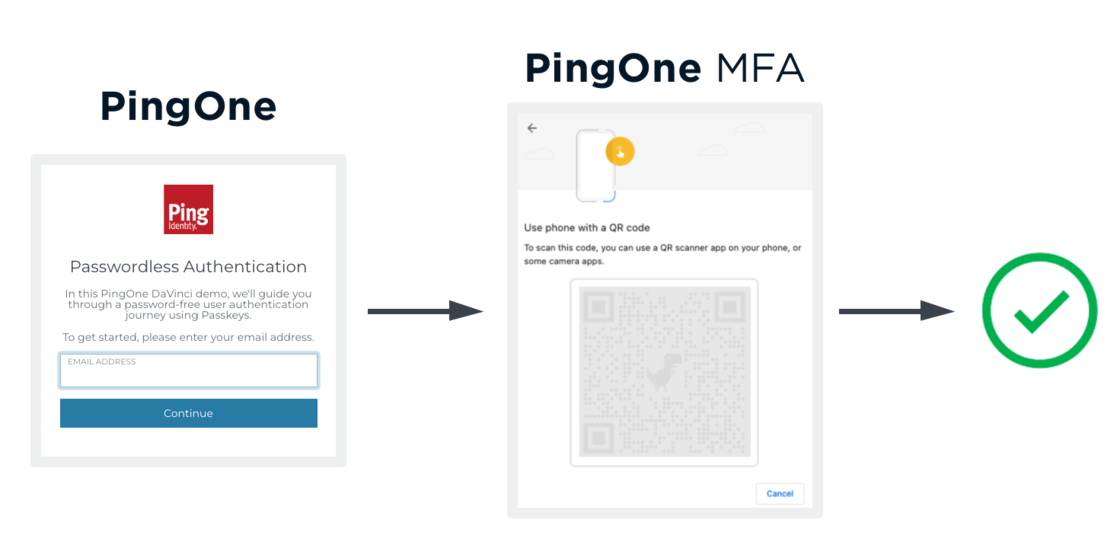 PingOne
Ping
Identity.
Passwordless Authentication
In this PingOne DaVinci demo, we'll guide you
through a password-free user authentication
journey using Passkeys.
To get started, please enter your email address.
EMAIL ADDRESS
Continue
PingOne MFA
Use phone with a QR code
To scan this code, you can use a QR scanner app on your phone, or
some camera apps.
Cancel